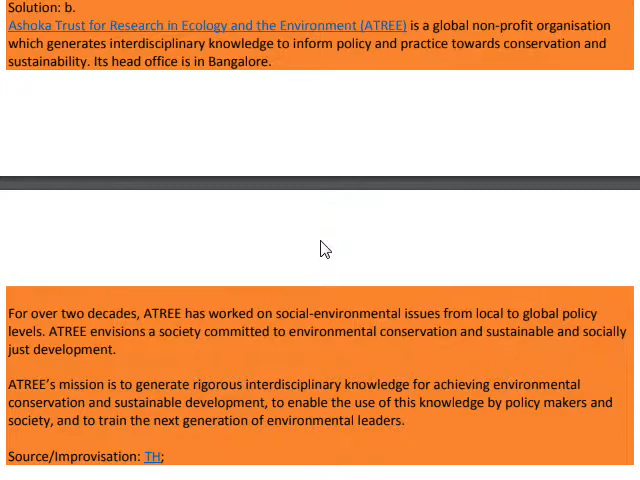 Solution: b.
Ashoka Trust for Research in Ecology and the Environment (ATREE) is a global non-profit organisation
which generates interdisciplinary knowledge to inform policy and practice towards conservation and
sustainability. Its head office is in Bangalore.
For over two decades, ATREE has worked on social-environmental issues from local to global policy
levels. ATREE envisions a society committed to environmental conservation and sustainable and socially
just development.
ATREE’s mission is to generate rigorous interdisciplinary knowledge for achieving environmental
conservation and sustainable development, to enable the use of this knowledge by policy makers and
society, and to train the next generation of environmental leaders.
Source/Improvisation: TH;